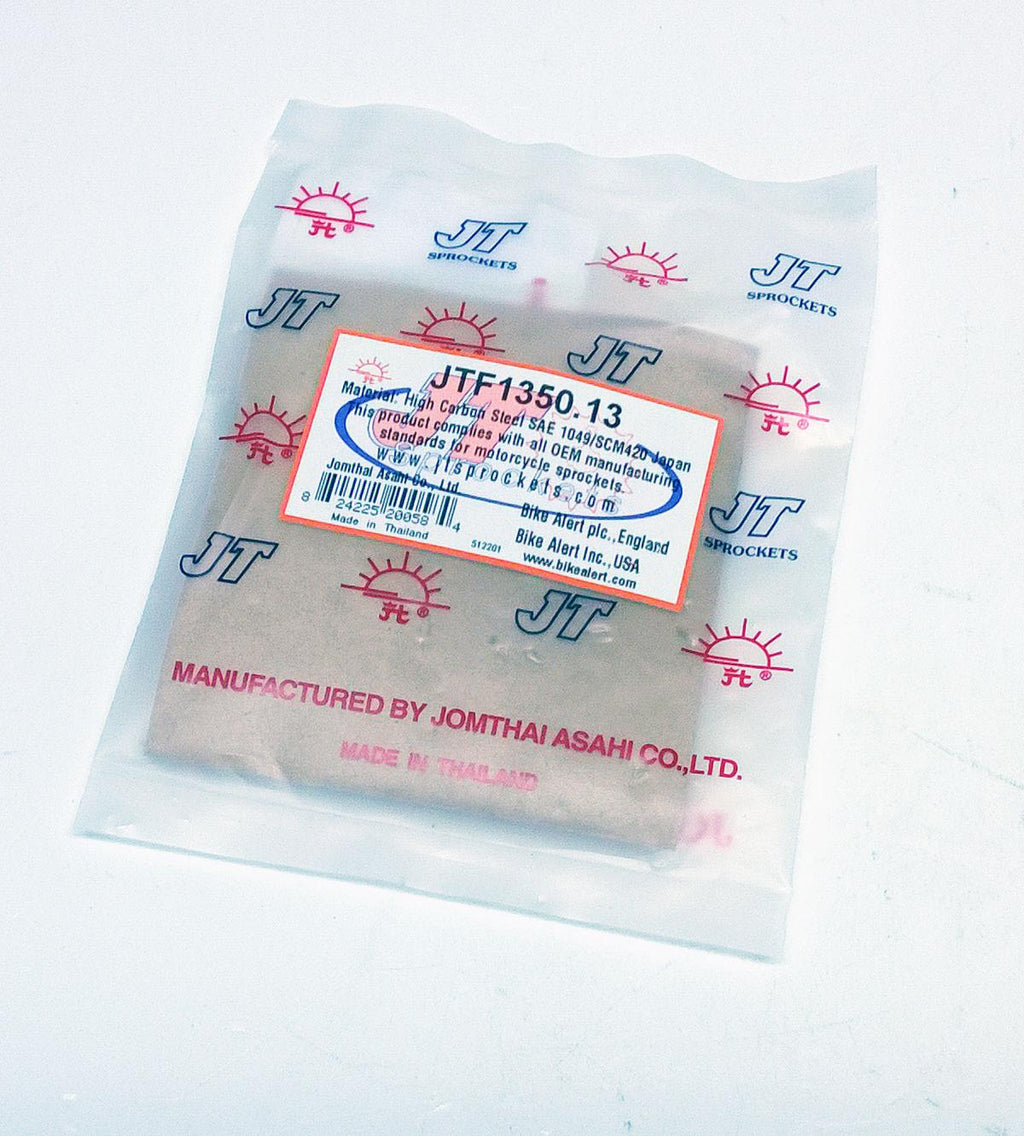 JT
SPROCKETS
JT
SPROCKETS
JT
JT
JTF1350.13
Material: High Carbon Steel SAE 1049/SCM420 Japan
This product complies with all OEM manufacturing
standards for motorcycle sprockets.
www.jtsprockets.com
Jomthai Asahi Co., Ltd.
8 24225 20058 4
Made in Thailand
512201
Bike Alert plc., England
Bike Alert Inc., USA
www.bikealert.com
JT
SPROCKETS
JT
JT
MANUFACTURED BY JOMTHAI ASAHI CO.,LTD.
MADE IN THAILAND